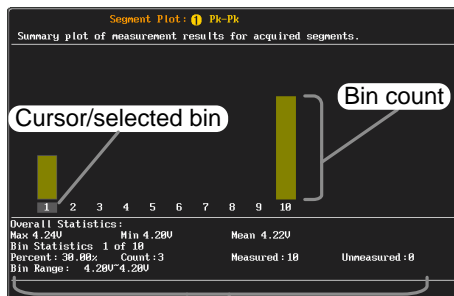 Segment Plot: 1 Pk-Pk
Summary plot of measurement results for acquired segments.
Bin count
Cursor/selected bin
1 2 3 4 5 6 7 8 9 10
Overall Statistics:
Max 4.24V Min 4.20V Mean 4.22V
Bin Statistics 1 of 10
Percent: 30.00% Count:3 Measured:10 Unmeasured:0
Bin Range: 4.20V~4.20V